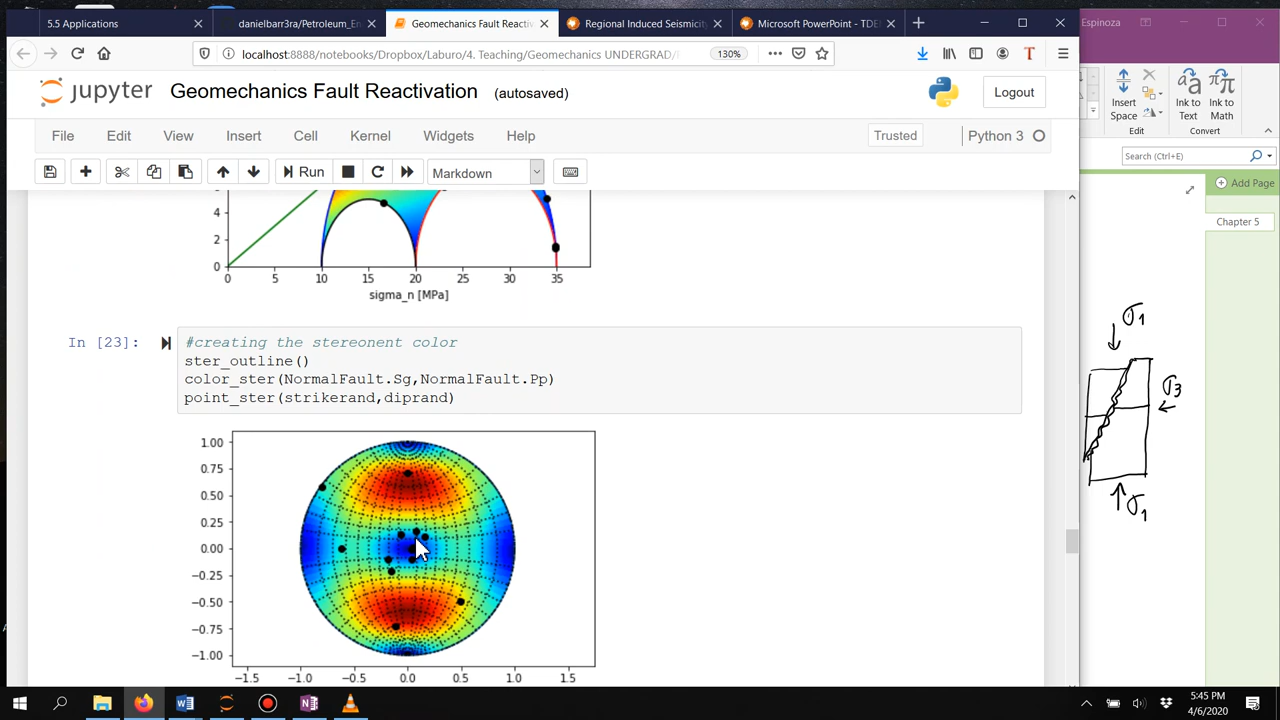 5.5 Applications
danielbarr3ra/Petroleum_En
Geomechanics Fault Reactiv
Regional Induced Seismicity
Microsoft PowerPoint - TDE
Espinoza
localhost:8888/notebooks/Dropbox/Laburo/4. Teaching/Geomechanics UNDERGRAD/
130%
jupyter
Geomechanics Fault Reactivation
(autosaved)
Logout
File Edit View Insert Cell Kernel Widgets Help
Trusted
Python 3
Run
Markdown
Insert Space
Ink to Text
Ink to Math
Edit
Convert
Search (Ctrl+E)
Add Page
Chapter 5
4
2
0
0 5 10 15 20 25 30 35
sigma_n [MPa]
In [23]:
#creating the stereonent color
ster_outline()
color_ster(NormalFault.Sg,NormalFault.Pp)
point_ster(strikerand,diprand)
1.00
0.75
0.50
0.25
0.00
−0.25
−0.50
−0.75
−1.00
−1.5 −1.0 −0.5 0.0 0.5 1.0 1.5
σ1
σ3
σ1
5:45 PM
4/6/2020